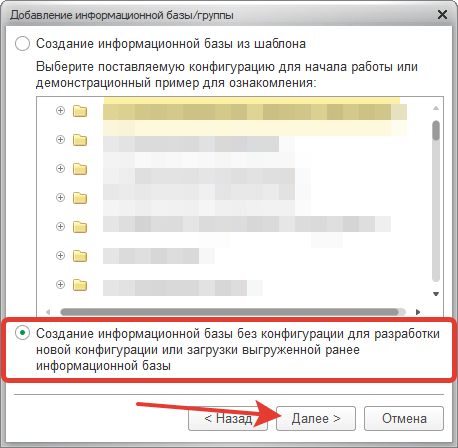 Добавление информационной базы/группы
Создание информационной базы из шаблона
Выберите поставляемую конфигурацию для начала работы или
демонстрационный пример для ознакомления:
Создание информационной базы без конфигурации для разработки
новой конфигурации или загрузки выгруженной ранее
информационной базы
< Назад
Далее >
Отмена